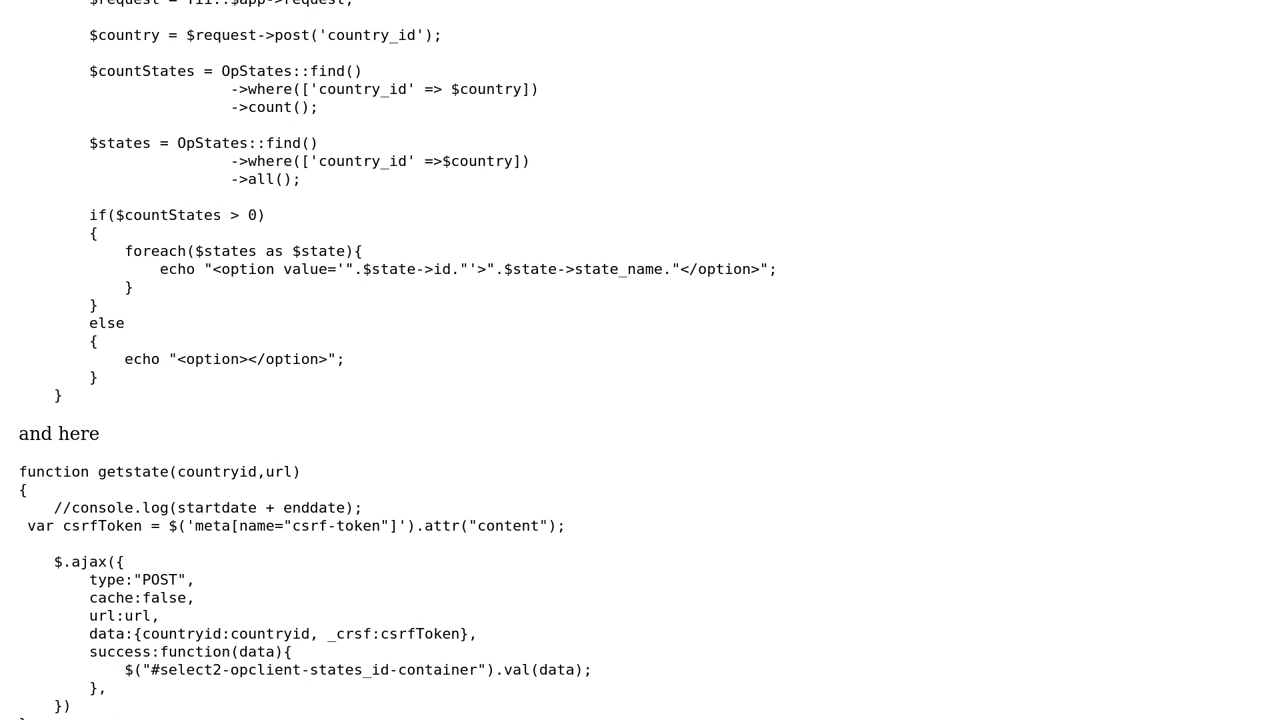 $request = Yii::$app->request;
$country = $request->post('country_id');
$countStates = OpStates::find()
->where(['country_id' => $country])
->count();
$states = OpStates::find()
->where(['country_id' =>$country])
->all();
if($countStates > 0)
{
foreach($states as $state){
echo "<option value='".$state->id."'>".$state->state_name."</option>";
}
}
else
{
echo "<option></option>";
}
}
and here
function getstate(countryid,url)
{
//console.log(startdate + enddate);
var csrfToken = $('meta[name="csrf-token"]').attr("content");
$.ajax({
type:"POST",
cache:false,
url:url,
data:{countryid:countryid, _crsf:csrfToken},
success:function(data){
$("#select2-opclient-states_id-container").val(data);
},
})